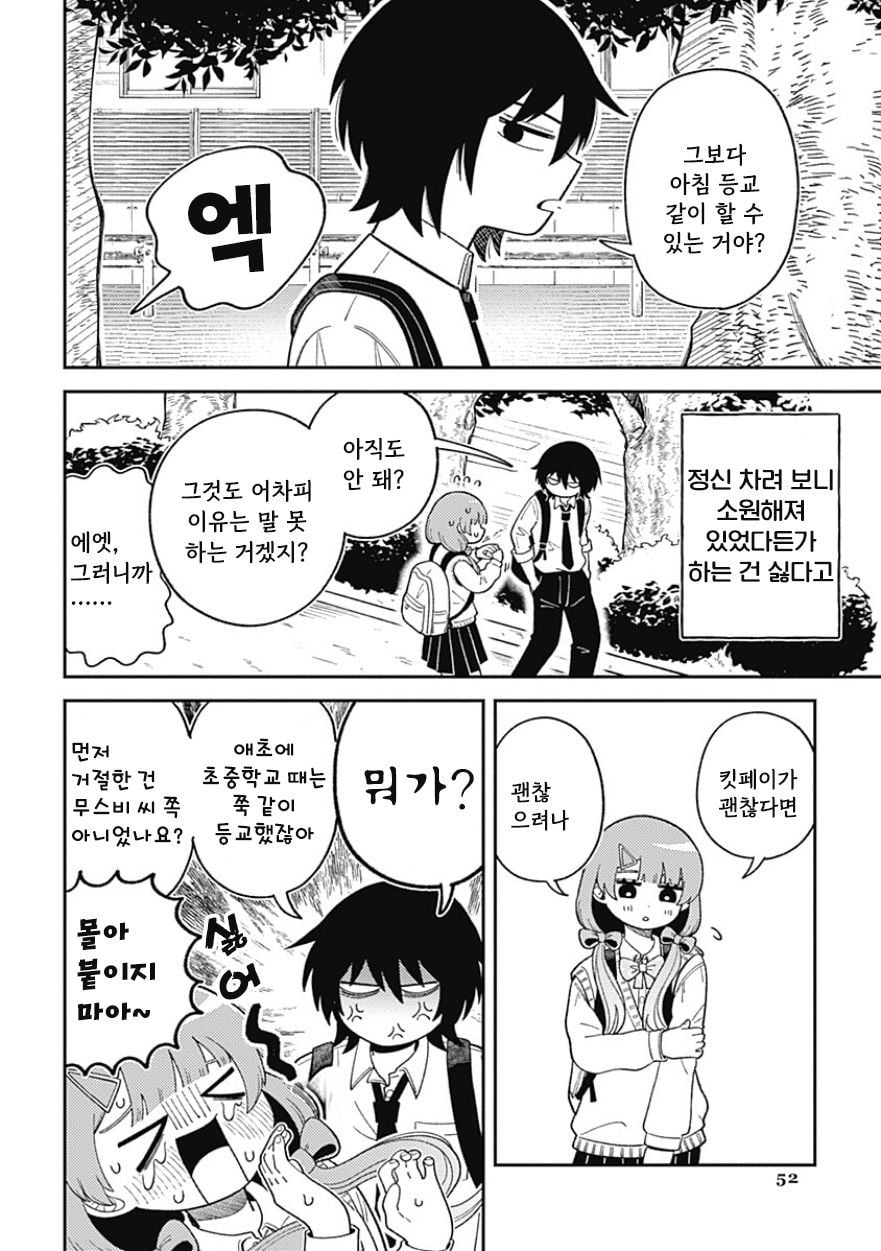 그보다
아침 등교
같이 할 수
있는 거야?
엑
정신 차려 보니
소원해져
있었다든가
하는 건 싫다고
아직도
안 돼?
그것도 어차피
이유는 말 못
하는 거겠지?
에엣,
그러니까
……
킷페이가
괜찮다면
괜찮
으려나
뭐가?
애초에
초중학교 때는
쭉 같이
등교했잖아
먼저
거절한 건
무스비 씨 쪽
아니었나요?
싫어
몰아
붙이지
마아~
52